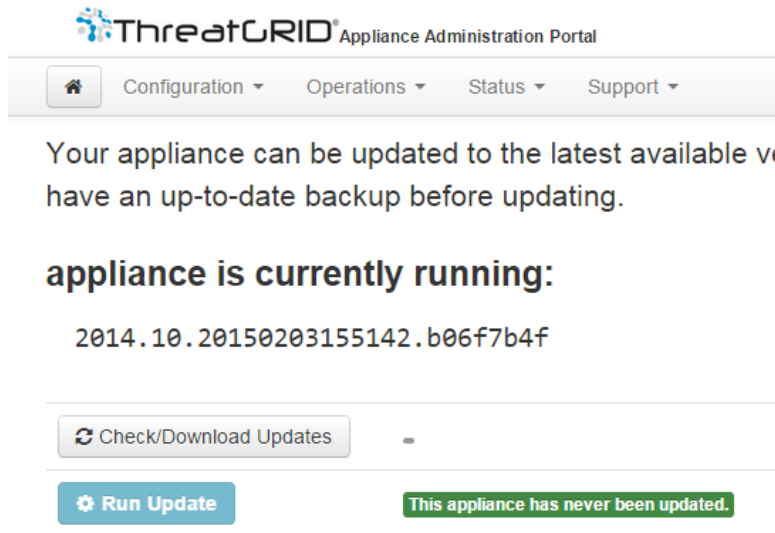 ThreatGRID® Appliance Administration Portal
Configuration Operations Status Support
Your appliance can be updated to the latest available
have an up-to-date backup before updating.
appliance is currently running:
2014.10.20150203155142.b06f7b4f
Check/Download Updates -
Run Update This appliance has never been updated.